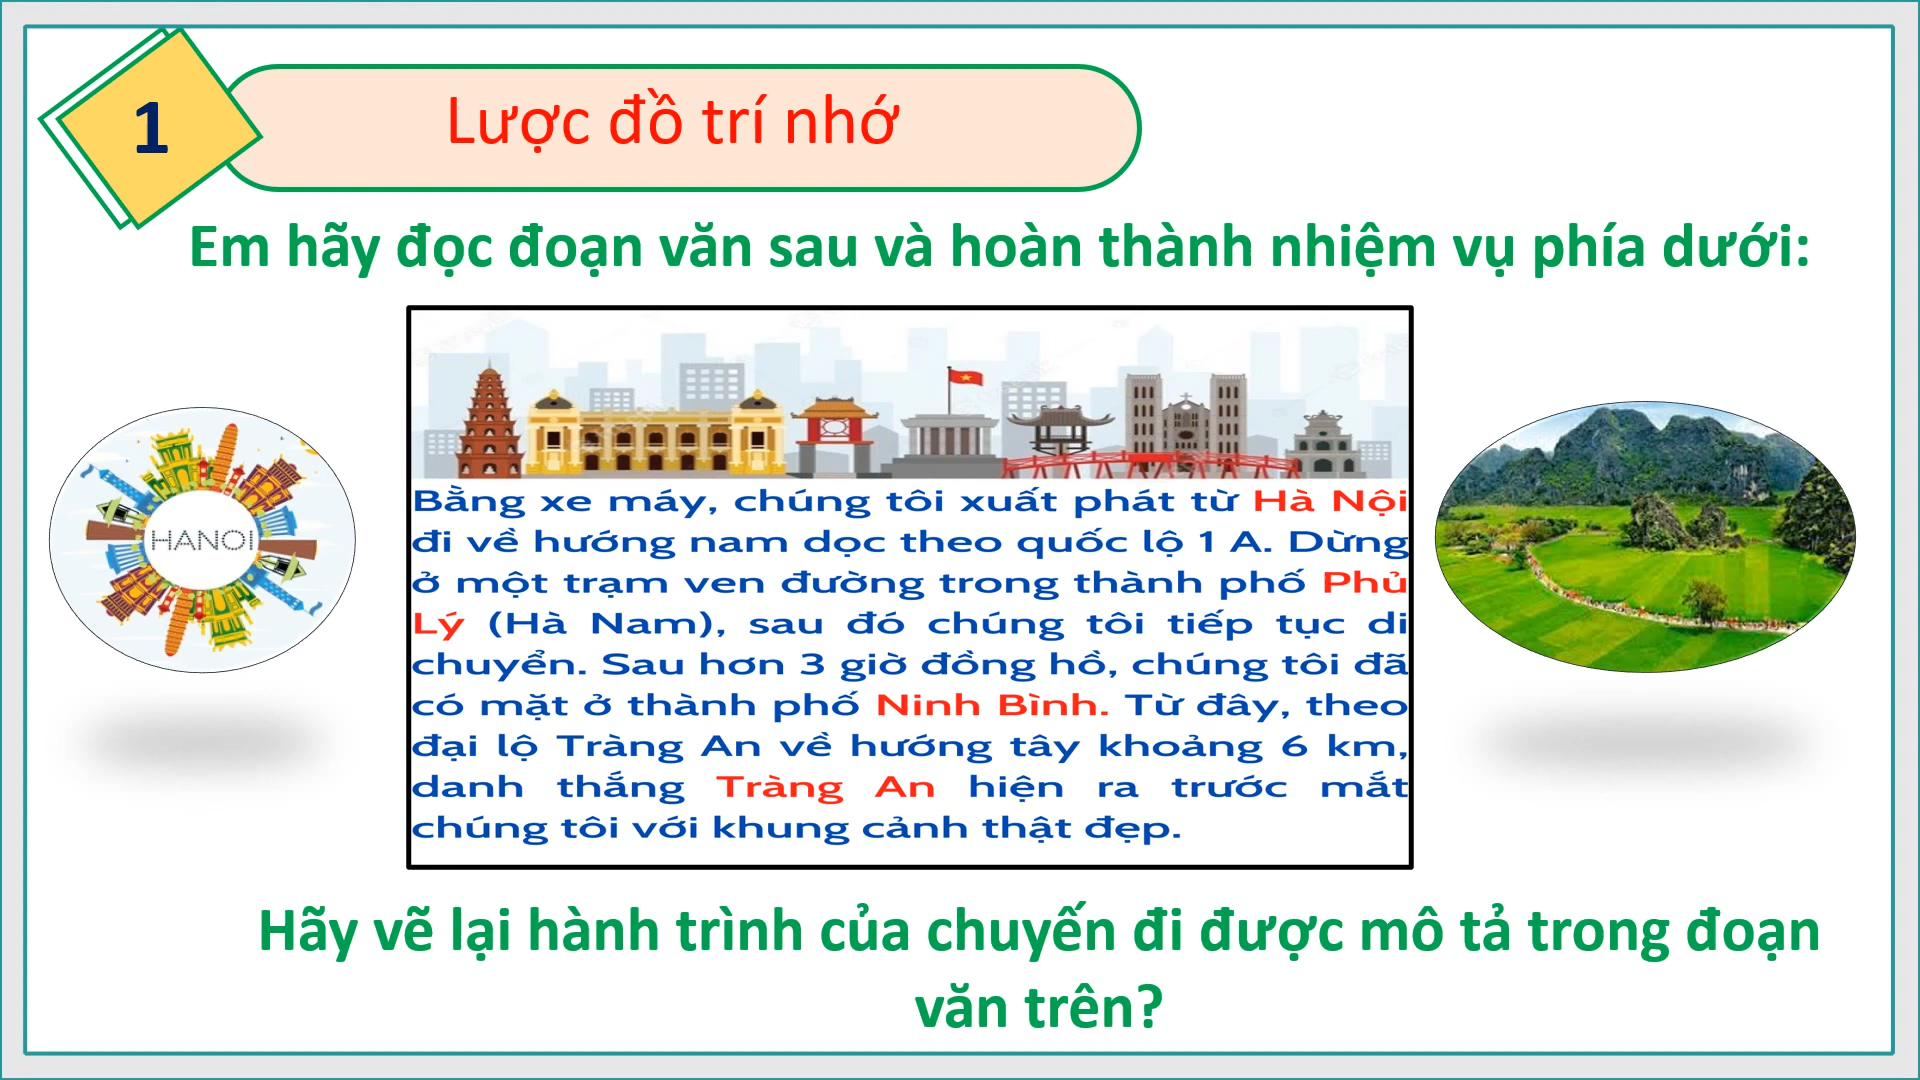 1
Lược đồ trí nhớ
Em hãy đọc đoạn văn sau và hoàn thành nhiệm vụ phía dưới:
HANOI
Bằng xe máy, chúng tôi xuất phát từ Hà Nội
đi về hướng nam dọc theo quốc lộ 1 A. Dừng
ở một trạm ven đường trong thành phố Phủ
Lý (Hà Nam), sau đó chúng tôi tiếp tục di
chuyển. Sau hơn 3 giờ đồng hồ, chúng tôi đã
có mặt ở thành phố Ninh Bình. Từ đây, theo
đại lộ Tràng An về hướng tây khoảng 6 km,
danh thắng Tràng An hiện ra trước mắt
chúng tôi với khung cảnh thật đẹp.
Hãy vẽ lại hành trình của chuyến đi được mô tả trong đoạn
văn trên?